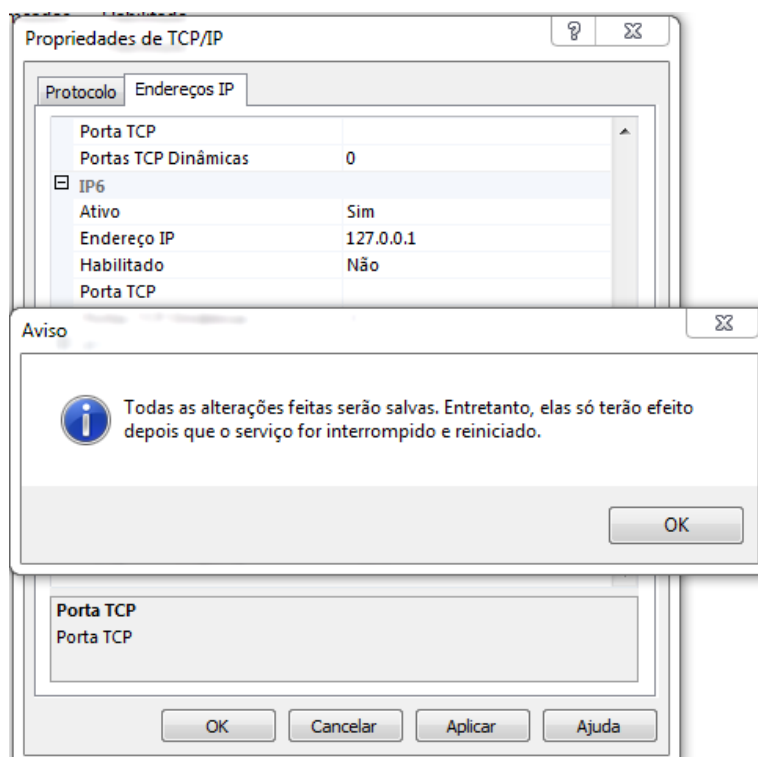 Propriedades de TCP/IP
Protocolo Endereços IP
Porta TCP
Portas TCP Dinâmicas 0
IP6
Ativo Sim
Endereço IP 127.0.0.1
Habilitado Não
Porta TCP
Aviso
Todas as alterações feitas serão salvas. Entretanto, elas só terão efeito
depois que o serviço for interrompido e reiniciado.
OK
Porta TCP
Porta TCP
OK Cancelar Aplicar Ajuda